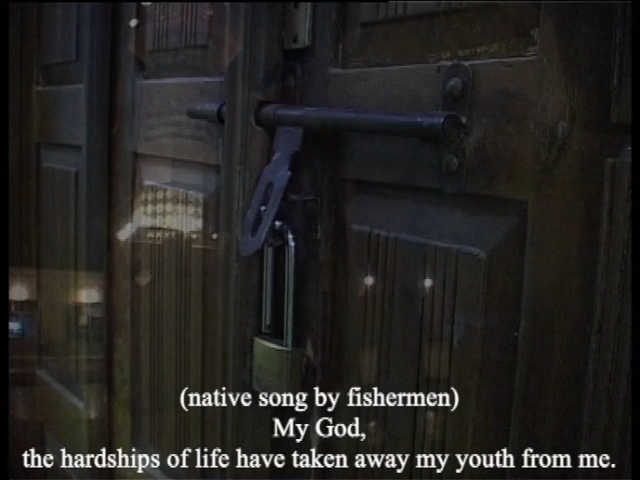 (native song by fishermen)
My God,
the hardships of life have taken away my youth from me.